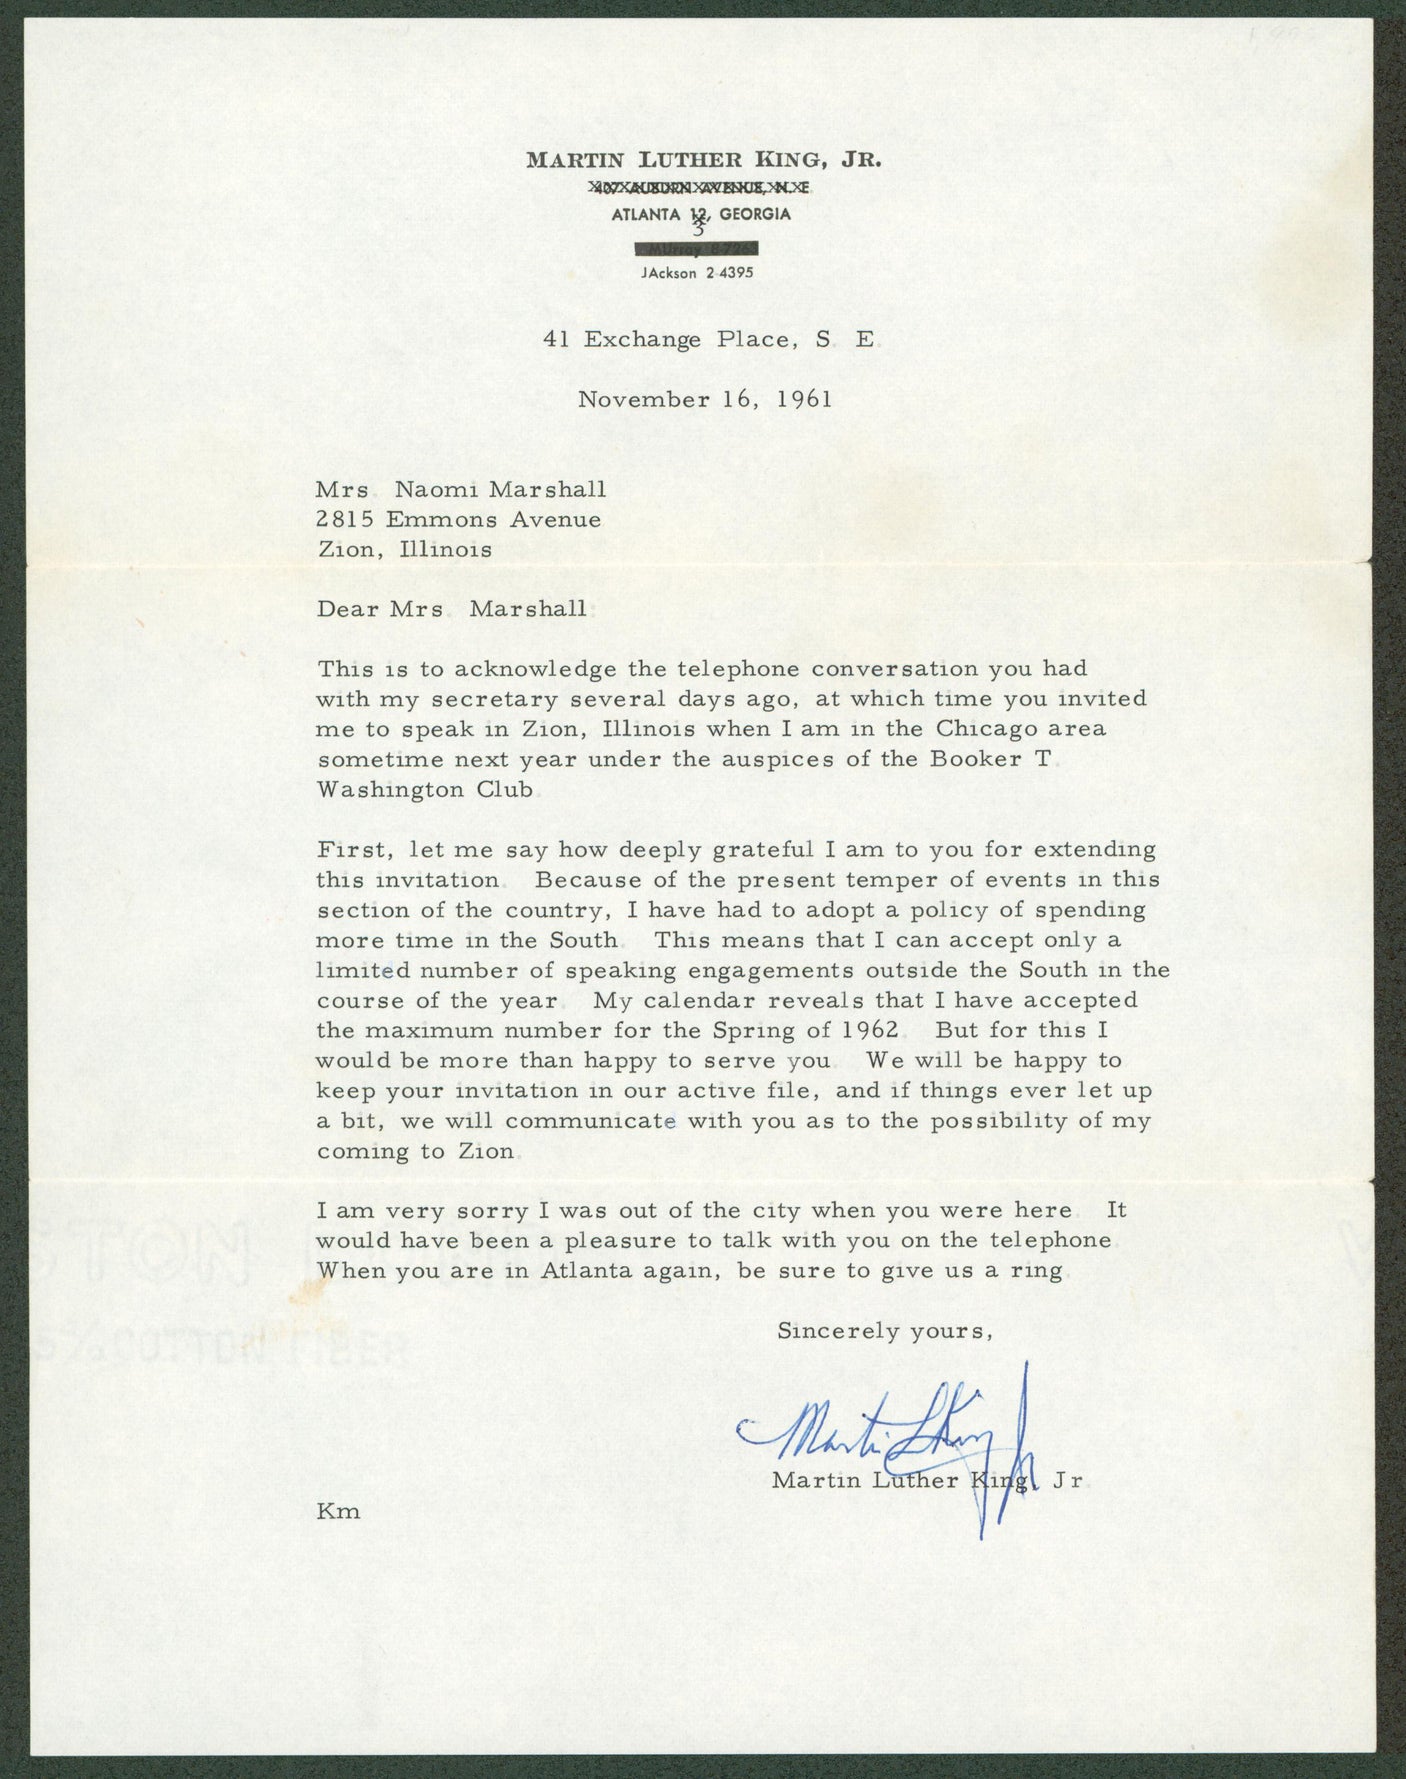 MARTIN LUTHER KING, JR.
407 AUBURN AVENUE, N. E.
ATLANTA 12, GEORGIA
3
MUrray 8-7263
JAckson 2-4395
41 Exchange Place, S. E.
November 16, 1961
Mrs. Naomi Marshall
2815 Emmons Avenue
Zion, Illinois
Dear Mrs. Marshall:
This is to acknowledge the telephone conversation you had
with my secretary several days ago, at which time you invited
me to speak in Zion, Illinois when I am in the Chicago area
sometime next year under the auspices of the Booker T.
Washington Club.
First, let me say how deeply grateful I am to you for extending
this invitation. Because of the present temper of events in this
section of the country, I have had to adopt a policy of spending
more time in the South. This means that I can accept only a
limited number of speaking engagements outside the South in the
course of the year. My calendar reveals that I have accepted
the maximum number for the Spring of 1962. But for this I
would be more than happy to serve you. We will be happy to
keep your invitation in our active file, and if things ever let up
a bit, we will communicate with you as to the possibility of my
coming to Zion.
I am very sorry I was out of the city when you were here. It
would have been a pleasure to talk with you on the telephone.
When you are in Atlanta again, be sure to give us a ring.
Sincerely yours,
Martin L King Jr
Martin Luther King, Jr.
Km
COTTON FIBER